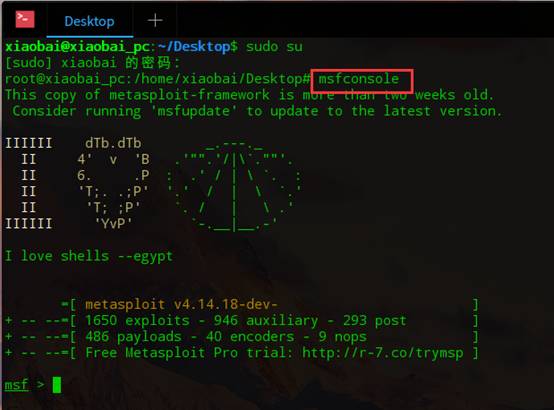 Desktop
xiaobai@xiaobai_pc:~/Desktop$ sudo su
[sudo] xiaobai 的密码：
root@xiaobai_pc:/home/xiaobai/Desktop# msfconsole
This copy of metasploit-framework is more than two weeks old.
 Consider running 'msfupdate' to update to the latest version.
IIIIII    dTb.dTb        _.---._
  II     4'  v  'B   .'"".'/|\`.""'.
  II     6.     .P  :  .' / | \ `.  :
  II     'T;. .;P'  '.'  /  |  \  `.'
  II      'T; ;P'    `. /   |   \ .'
IIIIII     'YvP'       `-.__|__.-'
I love shells --egypt
       =[ metasploit v4.14.18-dev-                        ]
+ -- --=[ 1650 exploits - 946 auxiliary - 293 post        ]
+ -- --=[ 486 payloads - 40 encoders - 9 nops             ]
+ -- --=[ Free Metasploit Pro trial: http://r-7.co/trymsp ]
msf >